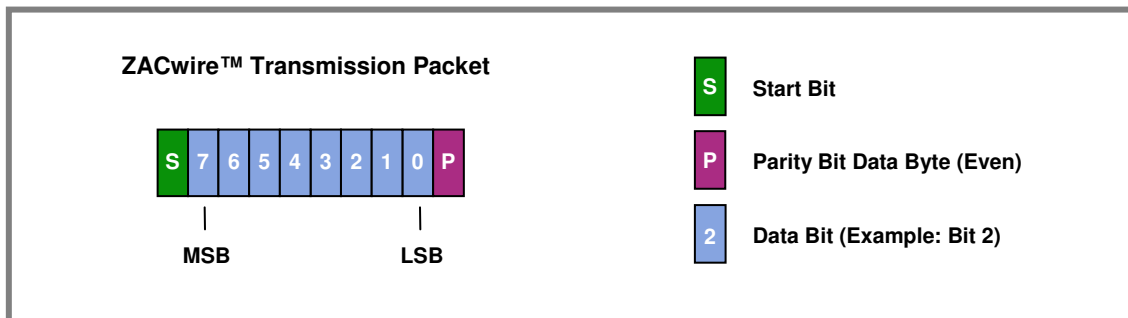 ZACwire™ Transmission Packet
S 7 6 5 4 3 2 1 0 P
MSB LSB
S Start Bit
P Parity Bit Data Byte (Even)
2 Data Bit (Example: Bit 2)